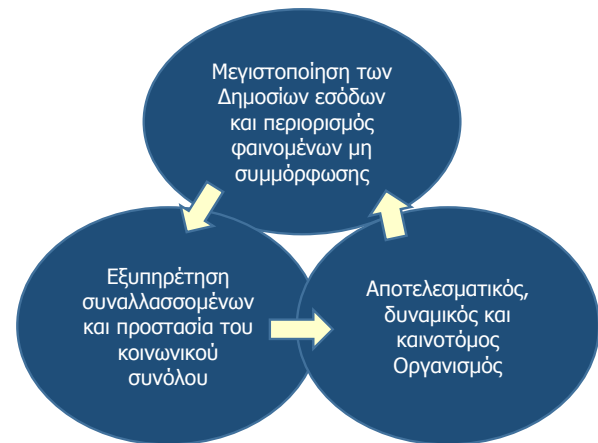 Μεγιστοποίηση των
Δημοσίων εσόδων
και περιορισμός
φαινομένων μη
συμμόρφωσης
Εξυπηρέτηση
συναλλασσομένων
και προστασία του
κοινωνικού
συνόλου
Αποτελεσματικός,
δυναμικός και
καινοτόμος
Οργανισμός